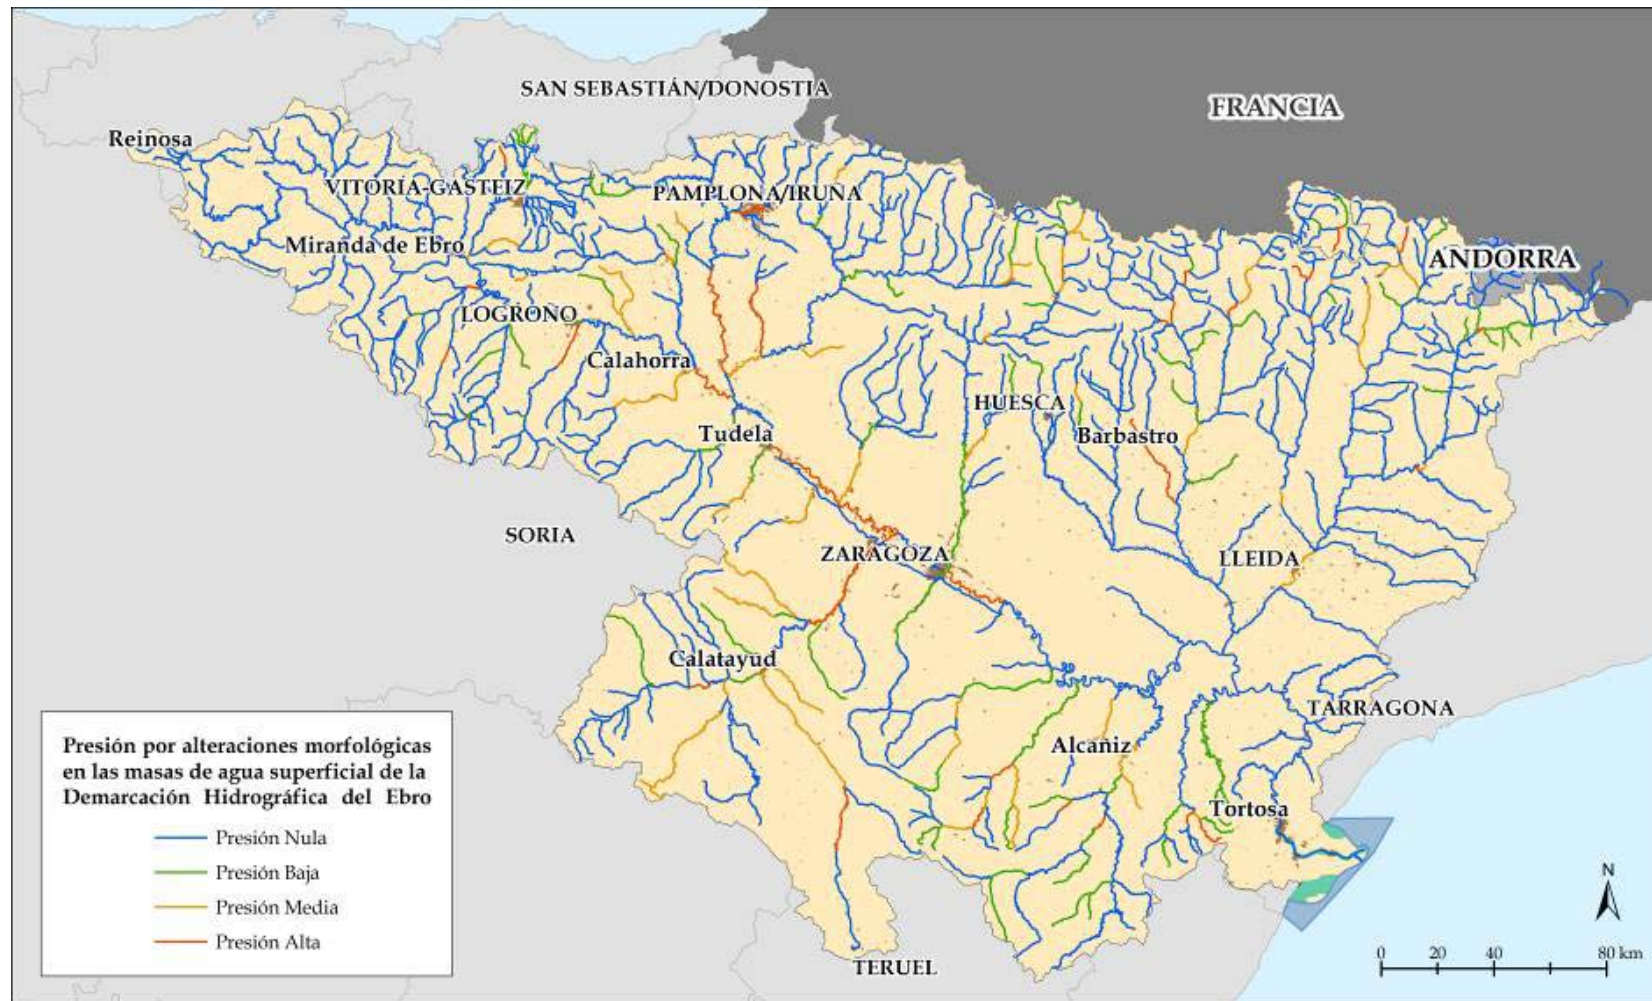 SAN SEBASTIÁN/DONOSTIA
FRANCIA
Reinosa
VITORÍA-GASTEIZ
PAMPLONA/IRUÑA
Miranda de Ebro
ANDORRA
LOGROÑO
Calahorra
HUESCA
Tudela
Barbastro
SORIA
ZARAGOZA
LLEIDA
Calatayud
TARRAGONA
Alcañiz
Tortosa
TERUEL
Presión por alteraciones morfológicas
en las masas de agua superficial de la
Demarcación Hidrográfica del Ebro
Presión Nula
Presión Baja
Presión Media
Presión Alta
N
0 20 40 80 km